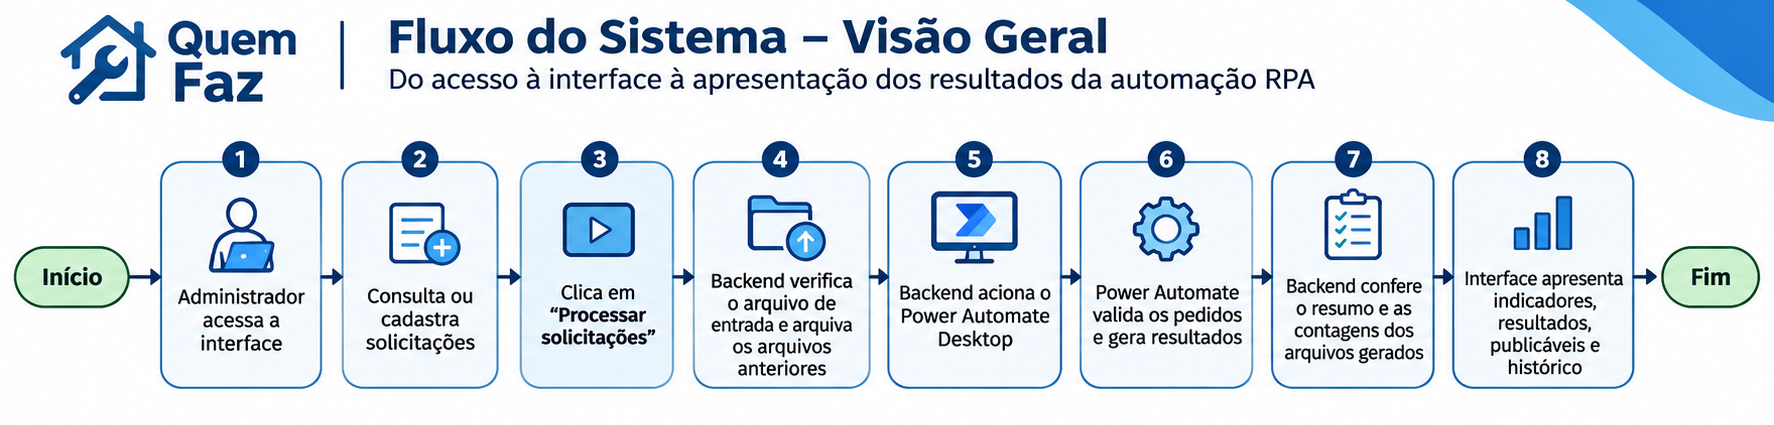 Quem
Faz
Fluxo do Sistema – Visão Geral
Do acesso à interface à apresentação dos resultados da automação RPA
Início
1
Administrador
acessa a
interface
2
Consulta ou
cadastra
solicitações
3
Clica em
“Processar
solicitações”
4
Backend verifica
o arquivo de
entrada e arquiva
os arquivos
anteriores
5
Backend aciona o
Power Automate
Desktop
6
Power Automate
valida os pedidos
e gera resultados
7
Backend confere
o resumo e as
contagens dos
arquivos gerados
8
Interface apresenta
indicadores,
resultados,
publicáveis e
histórico
Fim